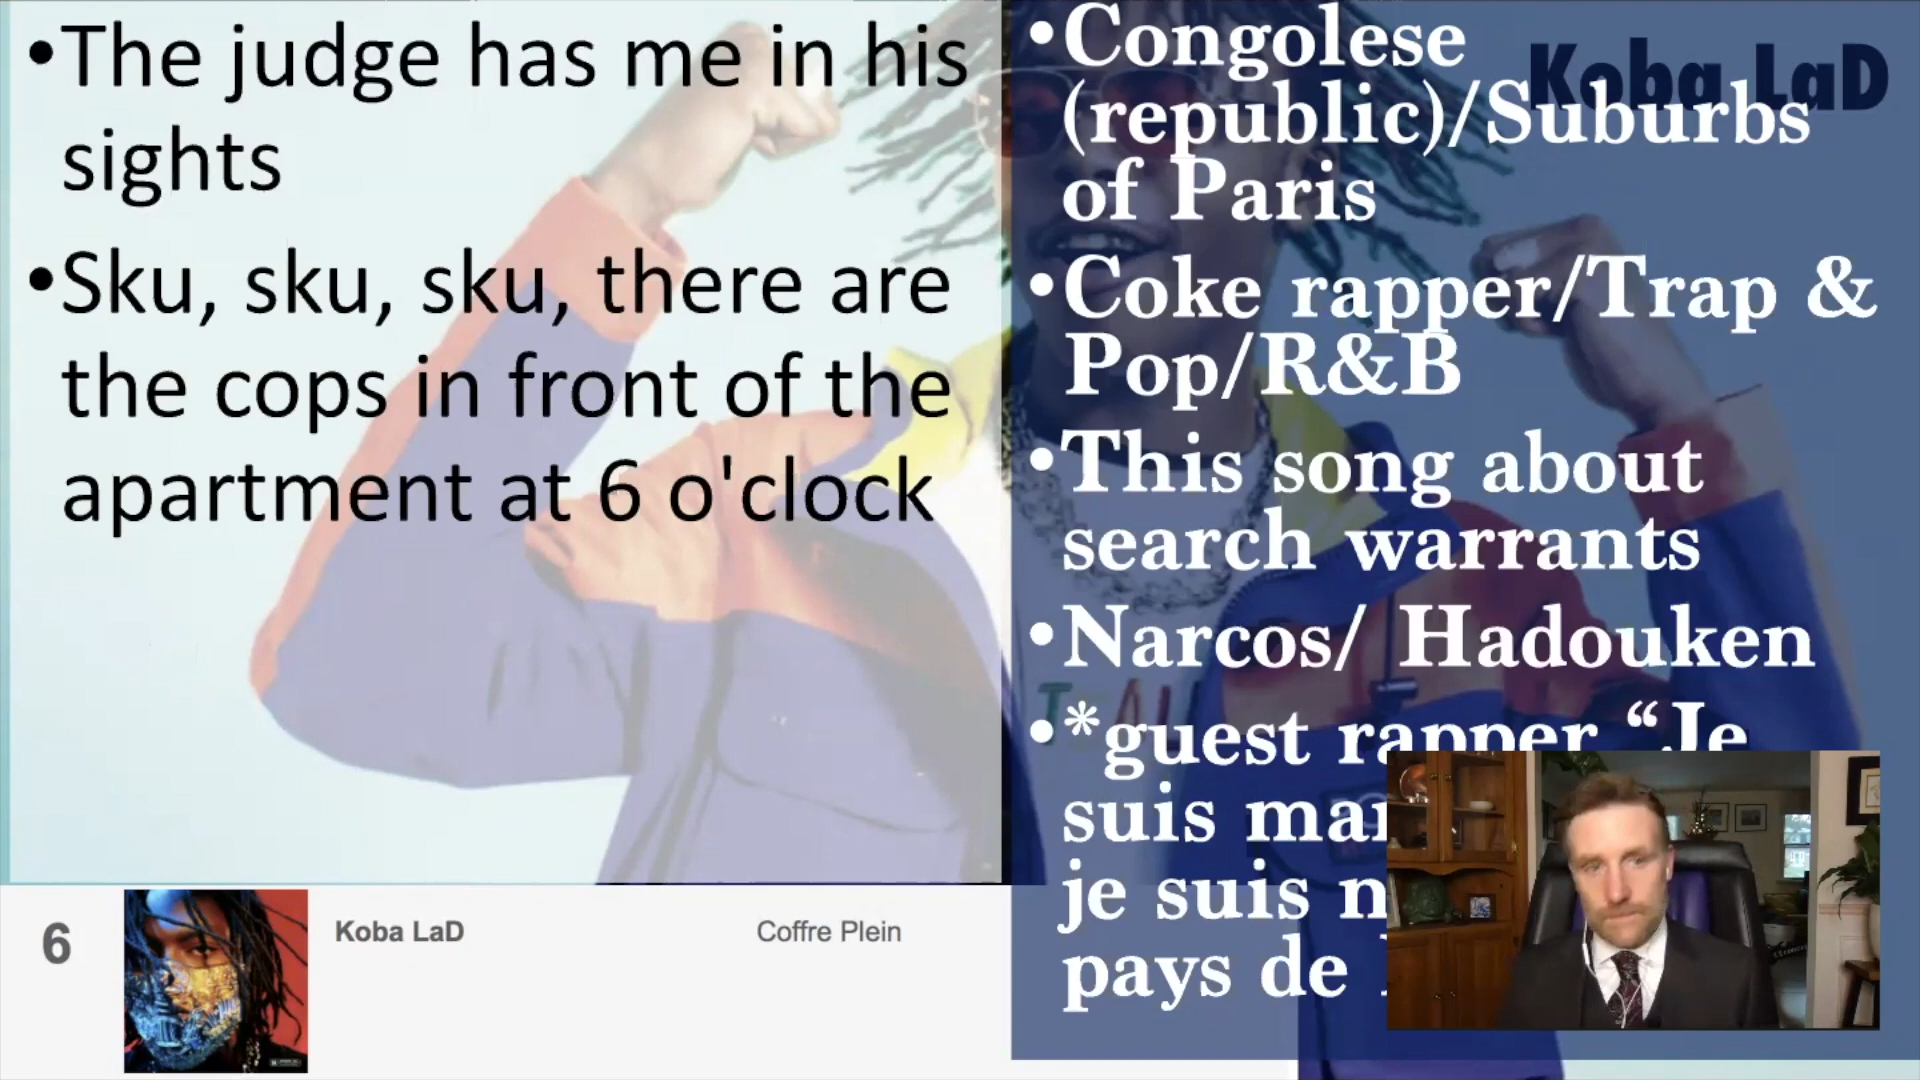 •The judge has me in his
sights
•Sku, sku, sku, there are
the cops in front of the
apartment at 6 o'clock
Koba LaD
•Congolese
(republic)/Suburbs
of Paris
•Coke rapper/Trap &
Pop/R&B
•This song about
search warrants
•Narcos/ Hadouken
•*guest rapper “Je
suis
je suis
pays de
6
Koba LaD
Coffre Plein